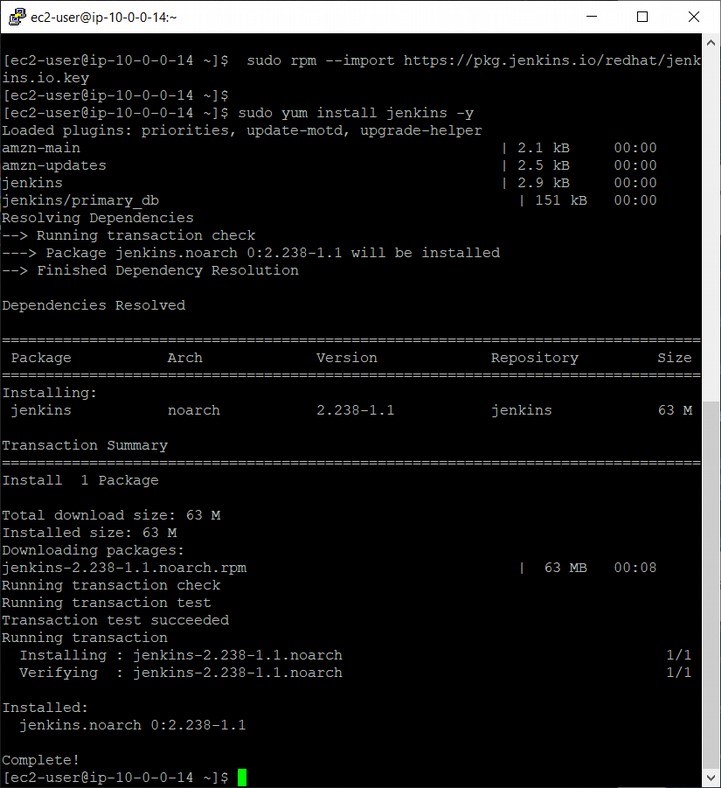 ec2-user@ip-10-0-0-14:~
[ec2-user@ip-10-0-0-14 ~]$  sudo rpm --import https://pkg.jenkins.io/redhat/jenk
ins.io.key
[ec2-user@ip-10-0-0-14 ~]$
[ec2-user@ip-10-0-0-14 ~]$ sudo yum install jenkins -y
Loaded plugins: priorities, update-motd, upgrade-helper
amzn-main | 2.1 kB 00:00
amzn-updates | 2.5 kB 00:00
jenkins | 2.9 kB 00:00
jenkins/primary_db | 151 kB 00:00
Resolving Dependencies
--> Running transaction check
---> Package jenkins.noarch 0:2.238-1.1 will be installed
--> Finished Dependency Resolution
Dependencies Resolved
================================================================================
Package Arch Version Repository Size
================================================================================
Installing:
jenkins noarch 2.238-1.1 jenkins 63 M
Transaction Summary
================================================================================
Install  1 Package
Total download size: 63 M
Installed size: 63 M
Downloading packages:
jenkins-2.238-1.1.noarch.rpm | 63 MB 00:08
Running transaction check
Running transaction test
Transaction test succeeded
Running transaction
Installing : jenkins-2.238-1.1.noarch 1/1
Verifying  : jenkins-2.238-1.1.noarch 1/1
Installed:
jenkins.noarch 0:2.238-1.1
Complete!
[ec2-user@ip-10-0-0-14 ~]$